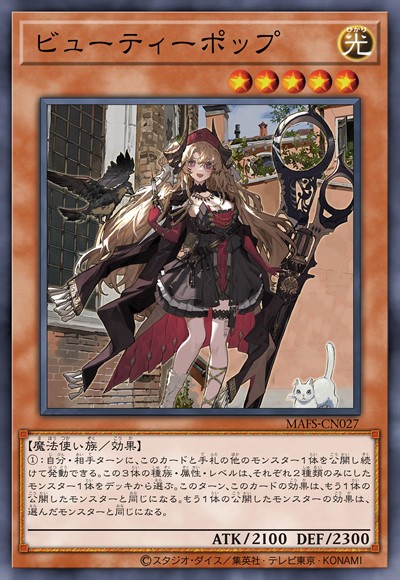 ビューティーポップ
光
MAFS-CN027
【魔法使い族／効果】
①：自分・相手ターンに、このカードと手札の他のモンスター1体を公開し続
けて発動できる。この3体の種族・属性・レベルは、それぞれ2種類のみにした
モンスター1体をデッキから選ぶ。このターン、このカードの効果は、もう1体の
公開したモンスターと同じになる。もう1体の公開したモンスターの効果は、
選んだモンスターと同じになる。
ATK/2100 DEF/2300
©スタジオ・ダイス／集英社・テレビ東京・KONAMI